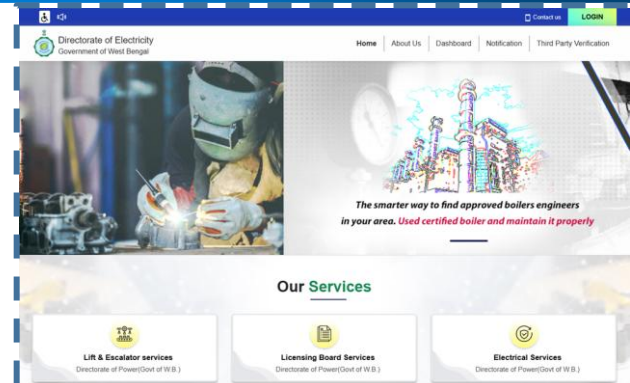 Contact us
LOGIN
Directorate of Electricity
Government of West Bengal
Home
About Us
Dashboard
Notification
Third Party Verification
The smarter way to find approved boilers engineers
in your area. Used certified boiler and maintain it properly
Our Services
Lift & Escalator services
Directorate of Power(Govt of W.B.)
Licensing Board Services
Directorate of Power(Govt of W.B.)
Electrical Services
Directorate of Power(Govt of W.B.)